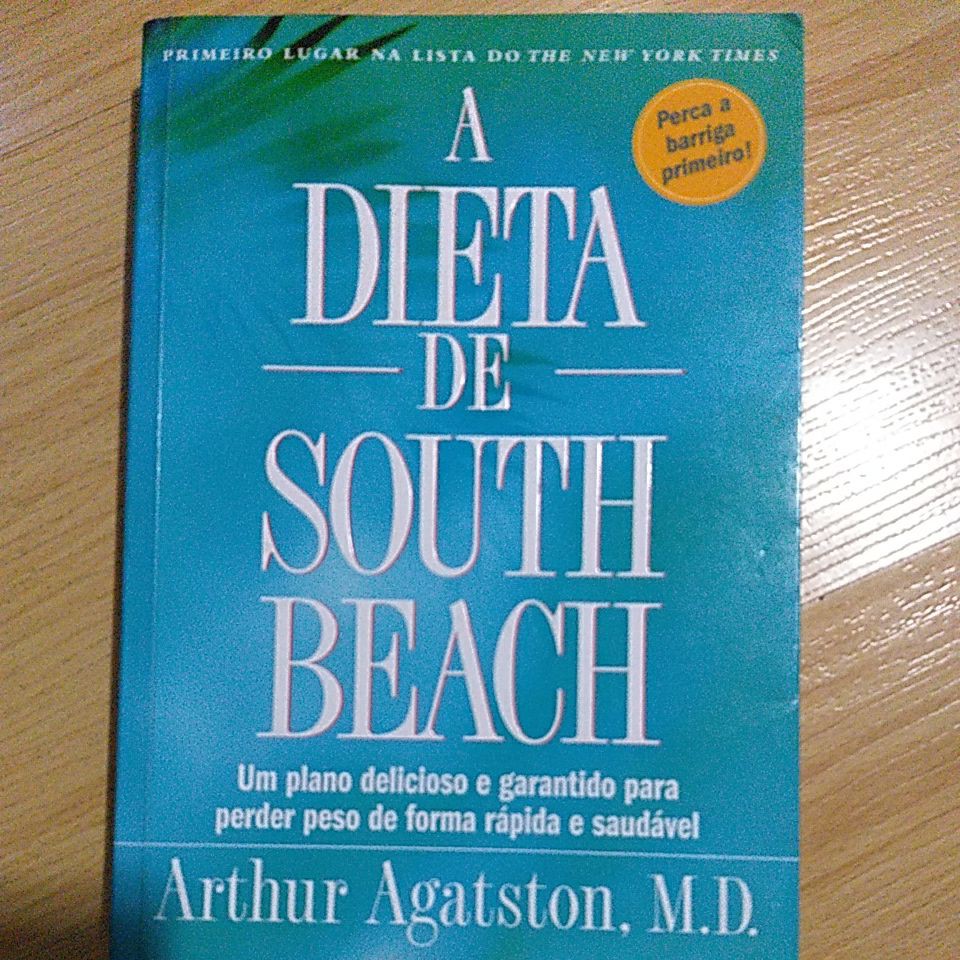 PRIMEIRO LUGAR NA LISTA DO THE NEW YORK TIMES
Perca a
barriga
primeiro!
A
DIETA
DE
SOUTH
BEACH
Um plano delicioso e garantido para
perder peso de forma rápida e saudável
Arthur Agatston, M.D.